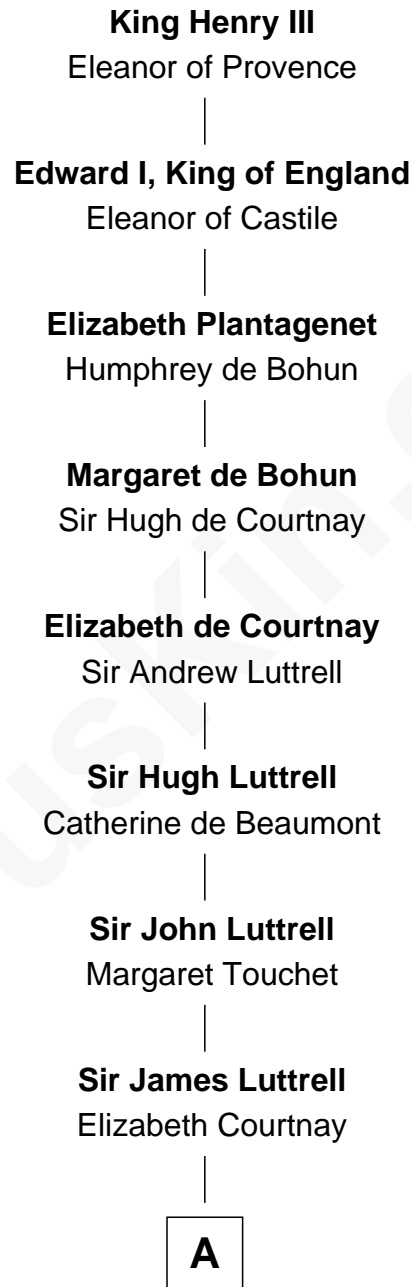 King Henry III
Eleanor of Provence
Edward I, King of England
Eleanor of Castile
Elizabeth Plantagenet
Humphrey de Bohun
Margaret de Bohun
Sir Hugh de Courtnay
Elizabeth de Courtnay
Sir Andrew Luttrell
Sir Hugh Luttrell
Catherine de Beaumont
Sir John Luttrell
Margaret Touchet
Sir James Luttrell
Elizabeth Courtnay
A